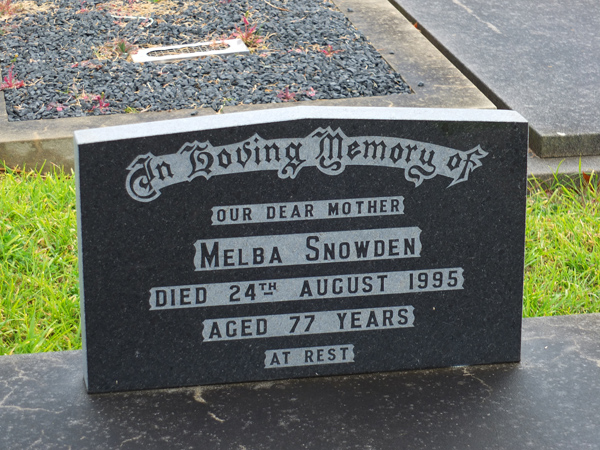 In Loving Memory of
OUR DEAR MOTHER
MELBA SNOWDEN
DIED 24TH AUGUST 1995
AGED 77 YEARS
AT REST